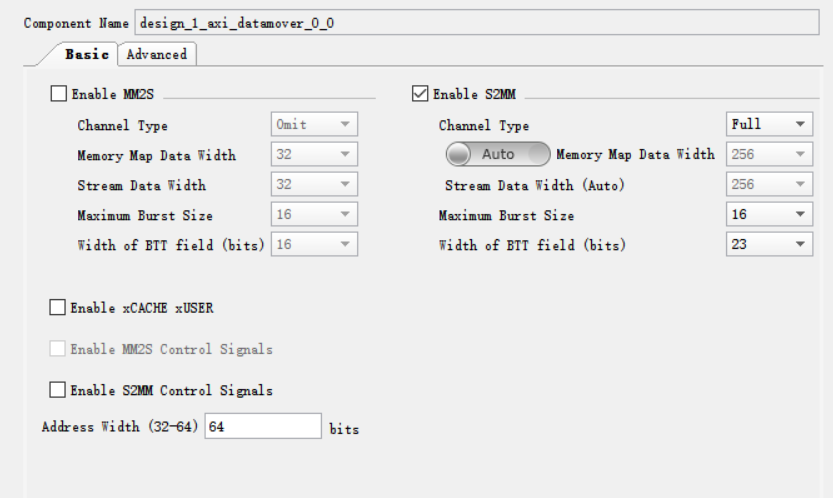 Component Name design_1_axi_datamover_0_0
Basic Advanced
Enable MM2S
Channel Type Omit
Memory Map Data Width 32
Stream Data Width 32
Maximum Burst Size 16
Width of BTT field (bits) 16
Enable S2MM
Channel Type Full
Auto Memory Map Data Width 256
Stream Data Width (Auto) 256
Maximum Burst Size 16
Width of BTT field (bits) 23
Enable xCACHE xUSER
Enable MM2S Control Signals
Enable S2MM Control Signals
Address Width (32-64) 64 bits